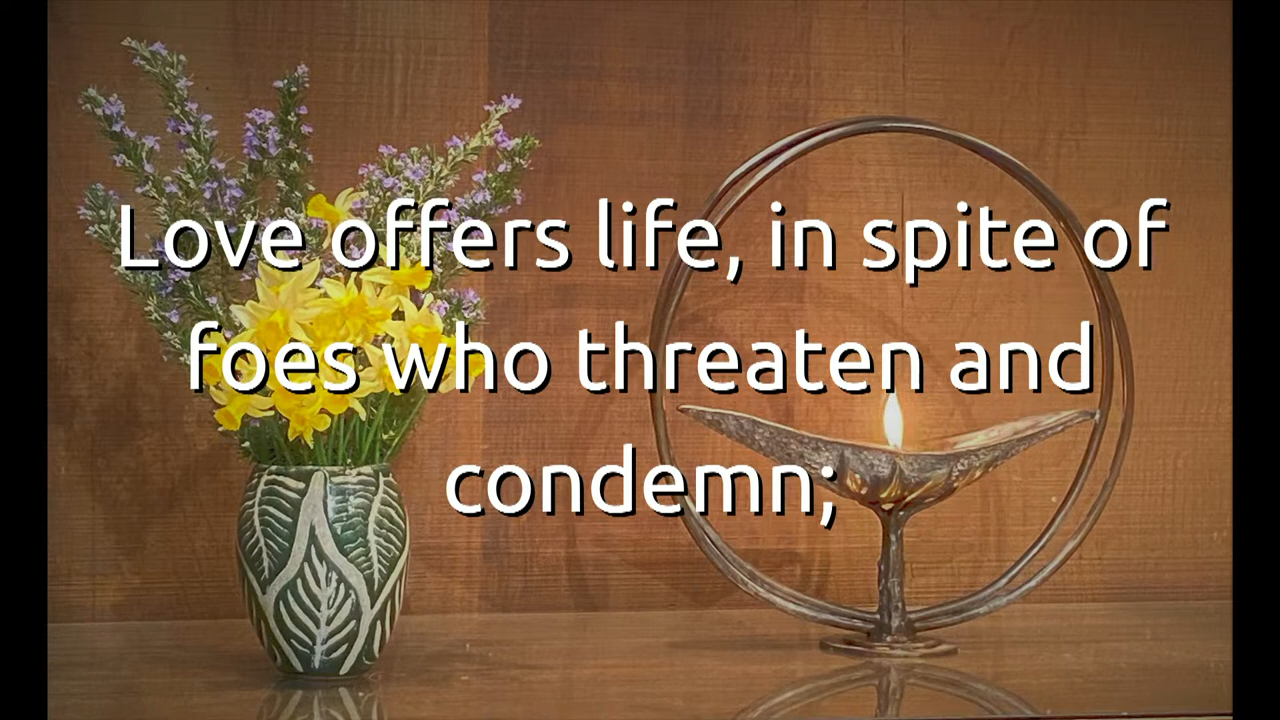 Love offers life, in spite of
foes who threaten and
condemn;